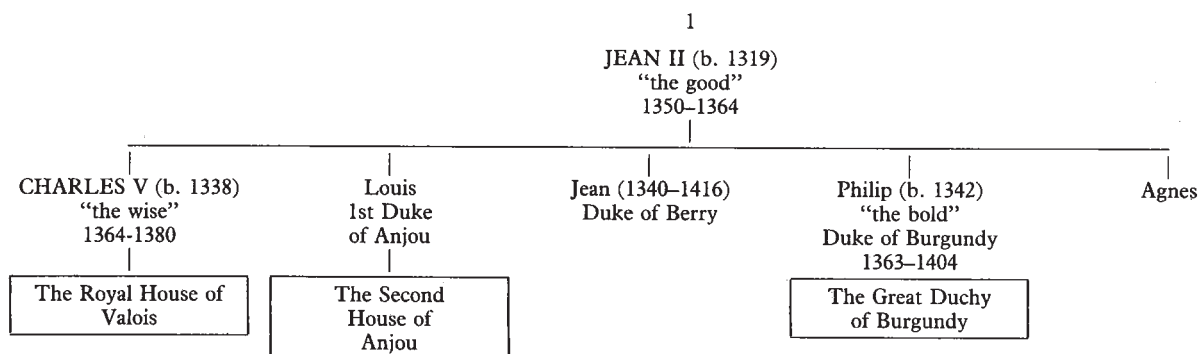 1
JEAN II (b. 1319)
“the good”
1350–1364
CHARLES V (b. 1338)
“the wise”
1364-1380
The Royal House of
Valois
Louis
1st Duke
of Anjou
The Second
House of
Anjou
Jean (1340–1416)
Duke of Berry
Philip (b. 1342)
“the bold”
Duke of Burgundy
1363–1404
The Great Duchy
of Burgundy
Agnes